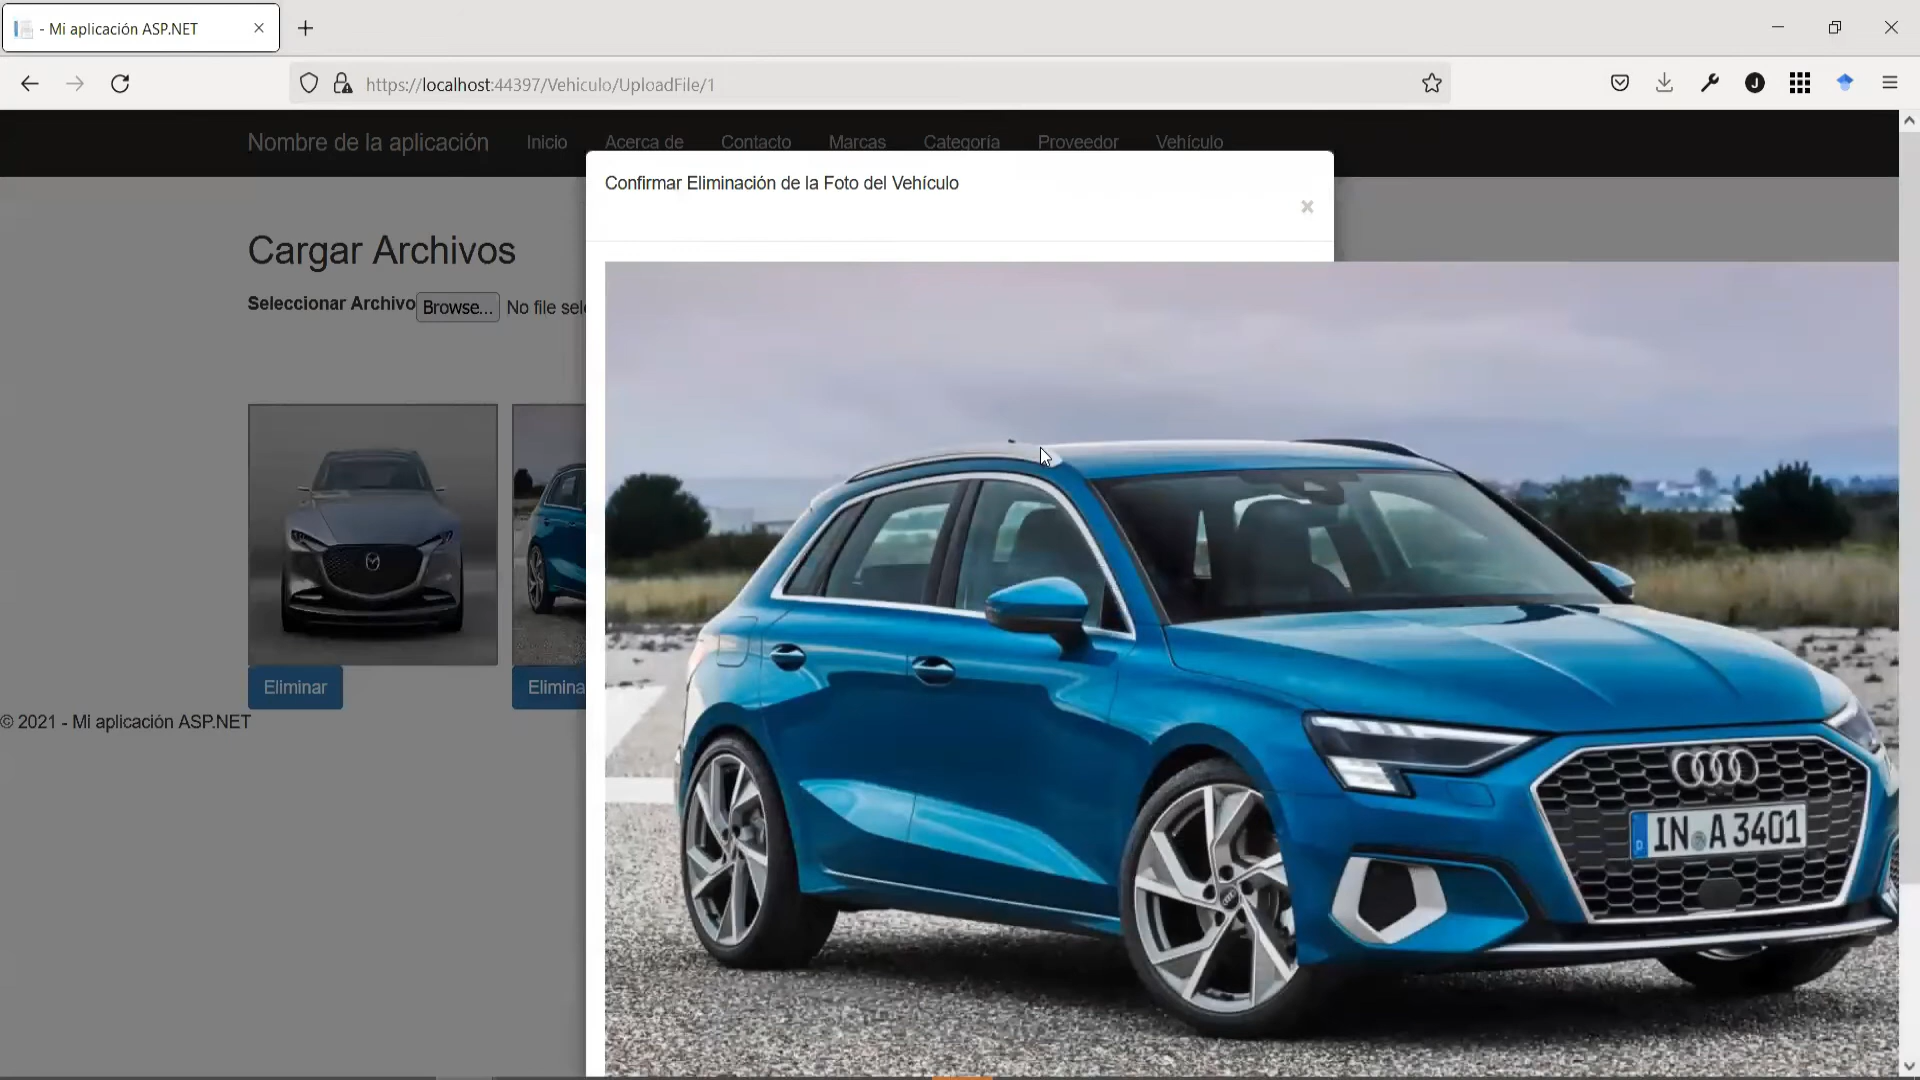 - Mi aplicación ASP.NET
https://localhost:44397/Vehiculo/UploadFile/1
J
Nombre de la aplicación Inicio Acerca de Contacto Marcas Categoría Proveedor Vehículo
Confirmar Eliminación de la Foto del Vehículo
×
Cargar Archivos
Seleccionar Archivo Browse... No file sele
IN A 3401
D
Eliminar Elimina
© 2021 - Mi aplicación ASP.NET